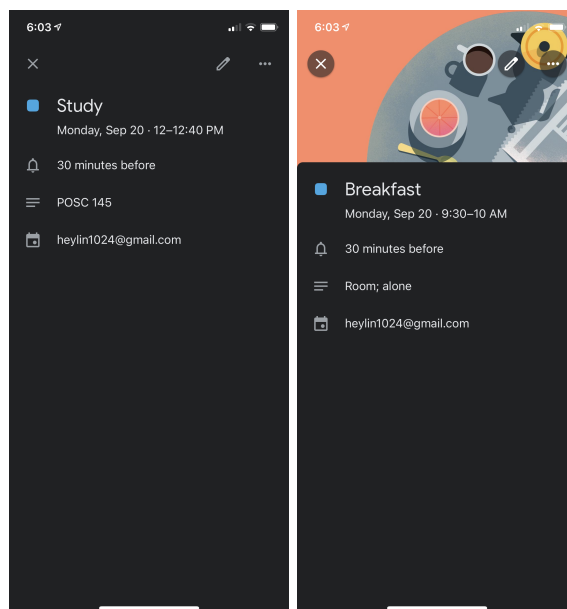 6:03
Study
Monday, Sep 20 · 12–12:40 PM
30 minutes before
POSC 145
heylin1024@gmail.com
6:03
Breakfast
Monday, Sep 20 · 9:30–10 AM
30 minutes before
Room; alone
heylin1024@gmail.com